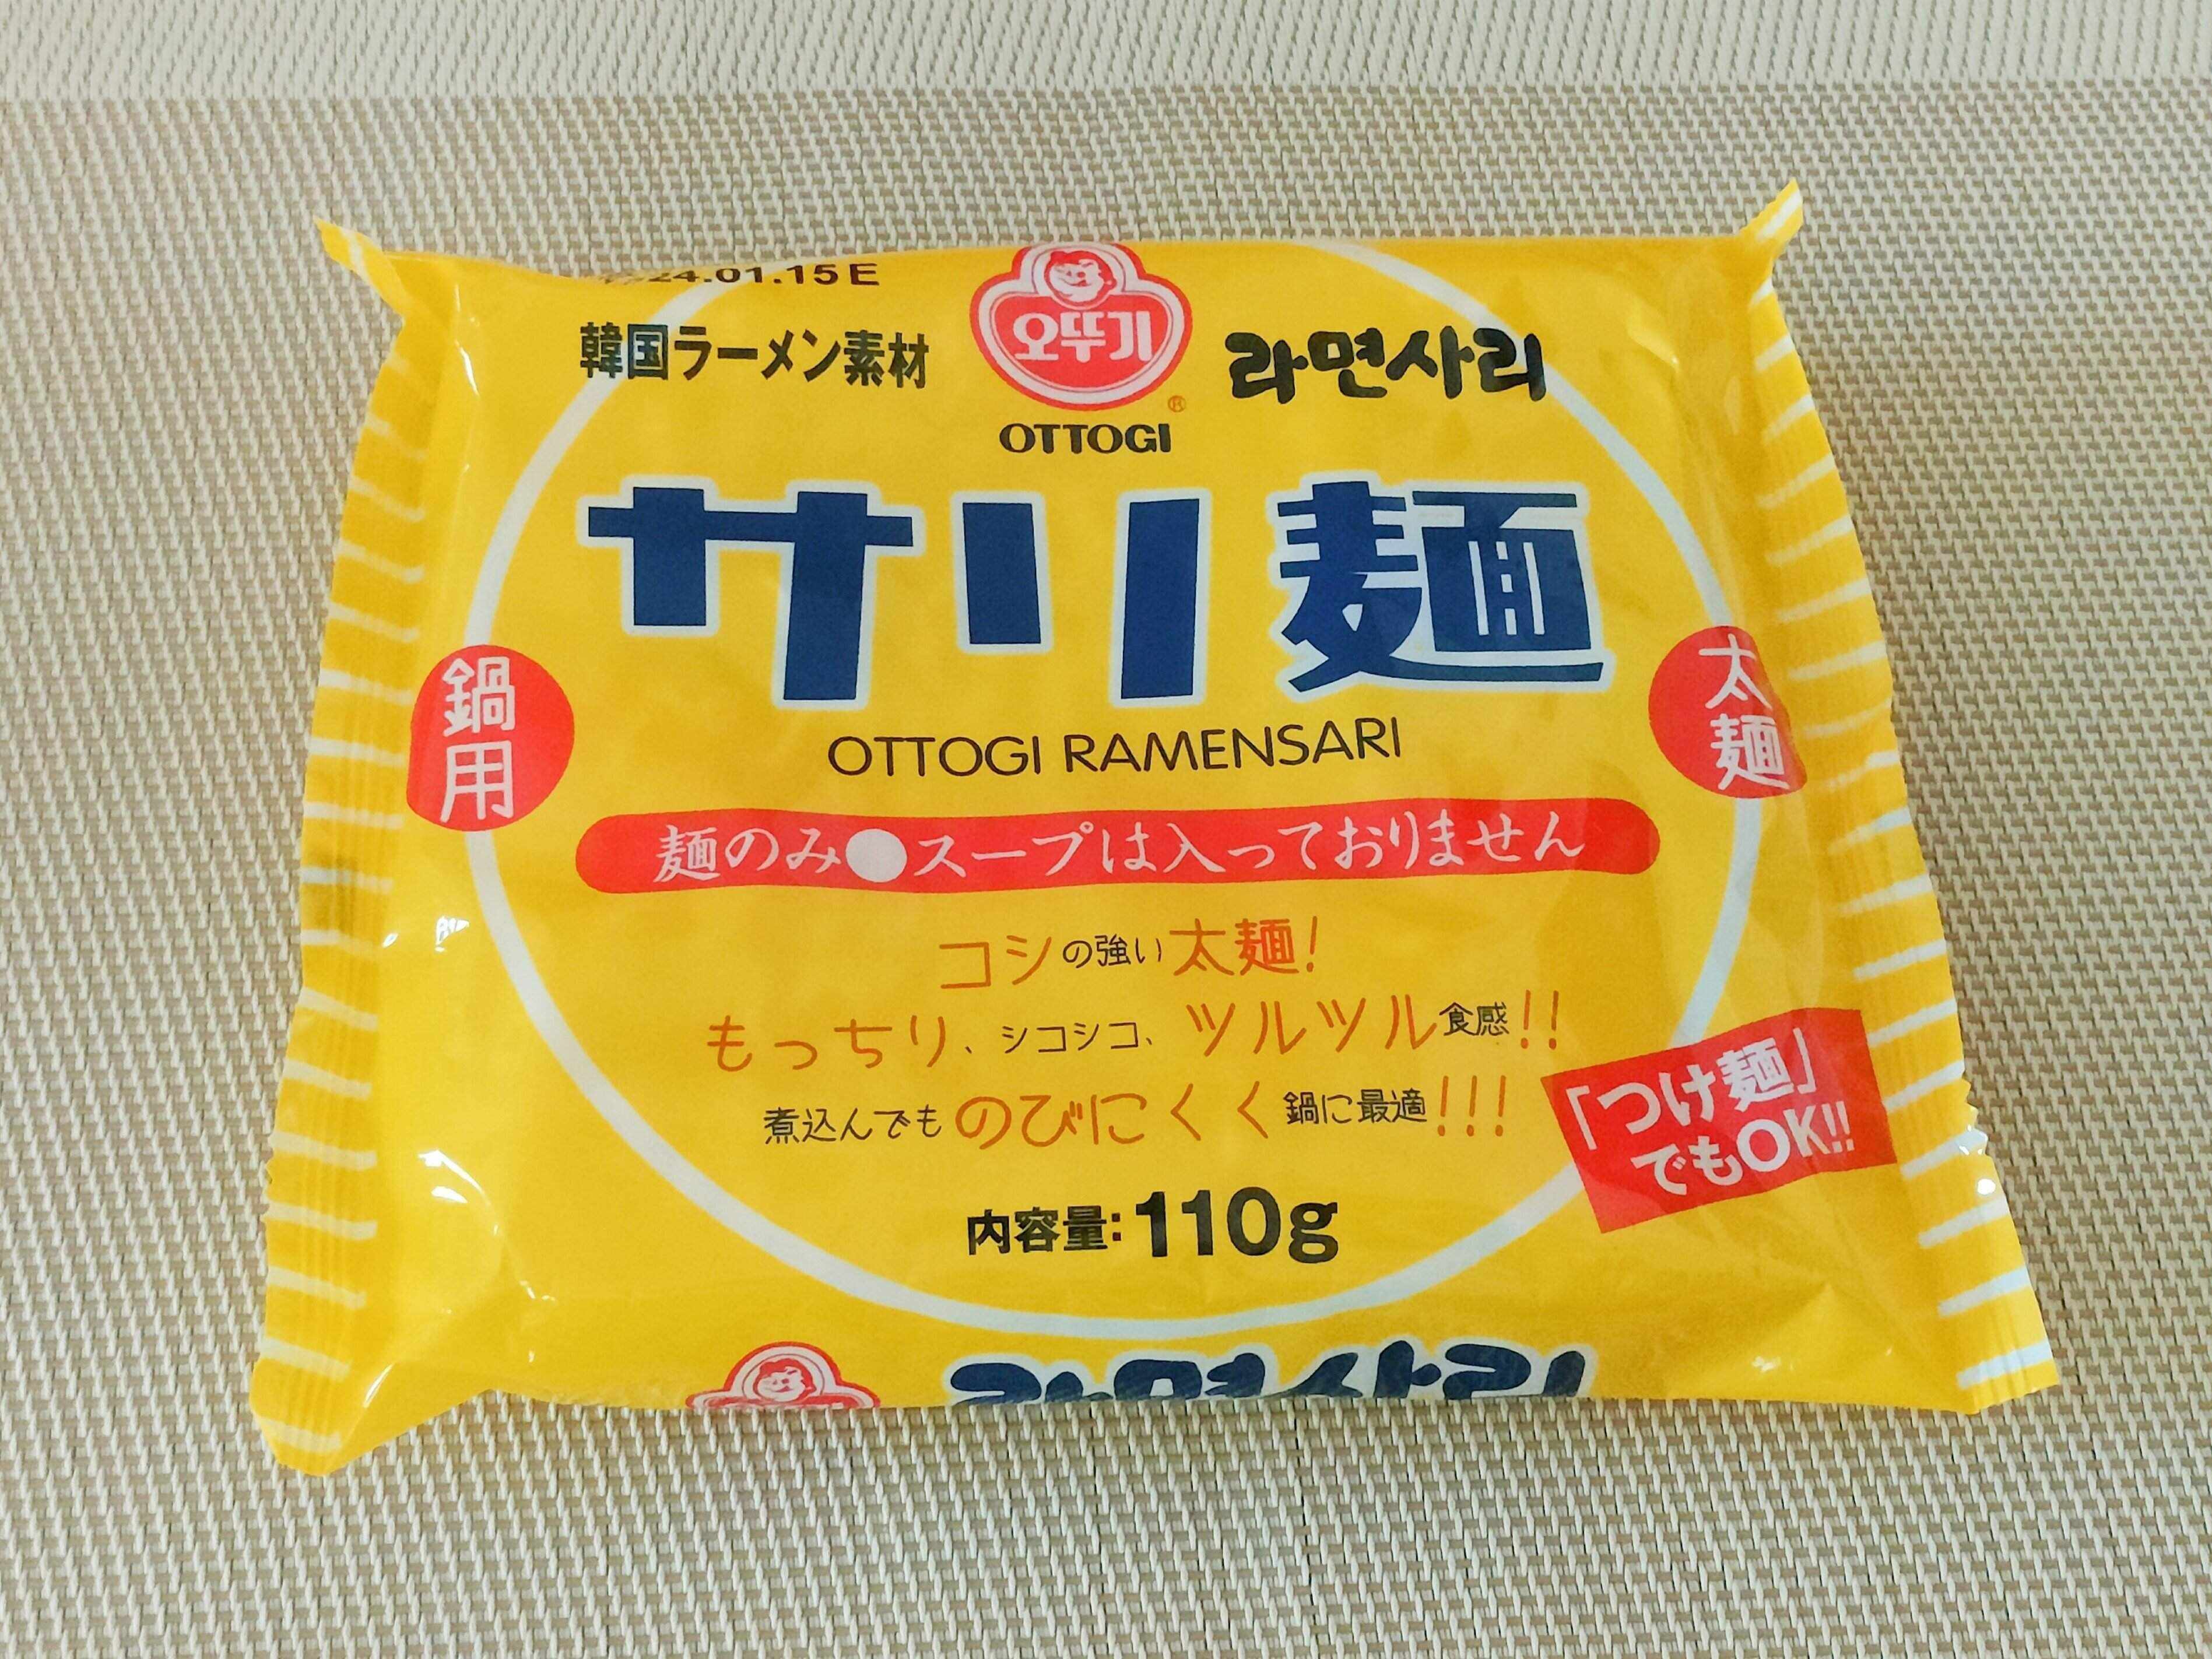 24.01.15 E
韓国ラーメン素材
오뚜기
®
OTTOGI
라면사리
サリ麺
OTTOGI RAMENSARI
鍋用
太麺
麺のみ●スープは入っておりません
コシの強い太麺!
もっちり、シコシコ、ツルツル食感!!
煮込んでものびにくく鍋に最適!!!
「つけ麺」
でもOK!!
内容量:110g
라면사리